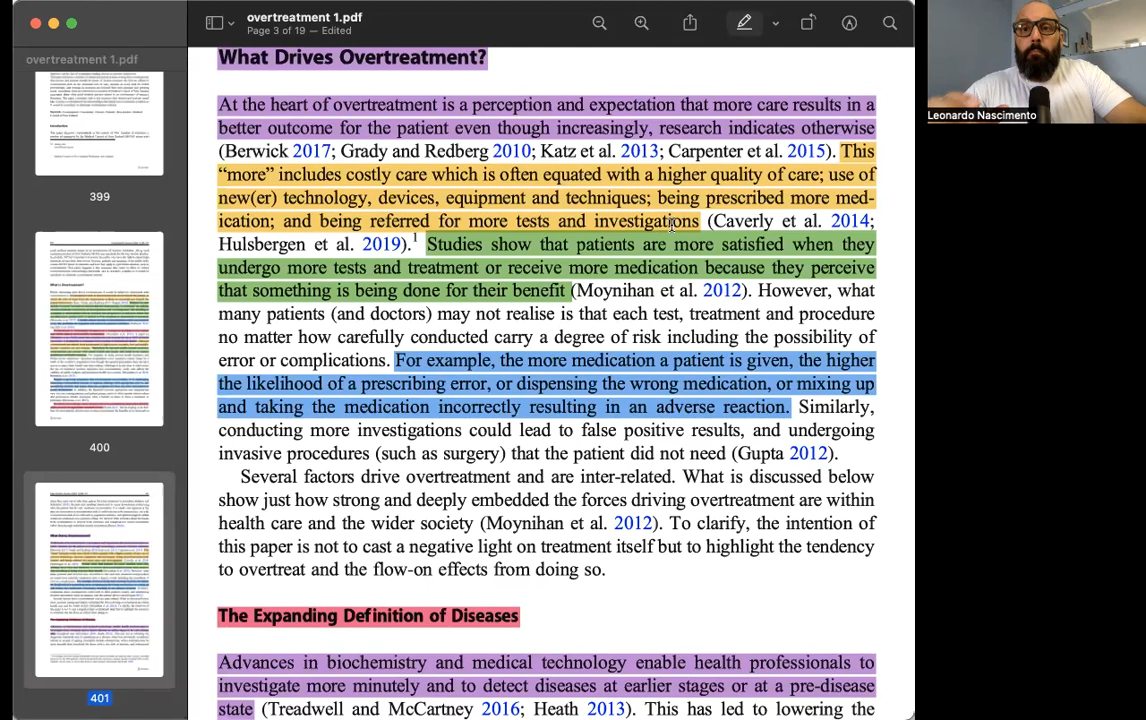 overtreatment 1.pdf
Page 3 of 19 – Edited
overtreatment 1.pdf
399
400
401
What Drives Overtreatment?
At the heart of overtreatment is a perception and expectation that more care results in a
better outcome for the patient even though increasingly, research indicates otherwise
(Berwick 2017; Grady and Redberg 2010; Katz et al. 2013; Carpenter et al. 2015). This
“more” includes costly care which is often equated with a higher quality of care; use of
new(er) technology, devices, equipment and techniques; being prescribed more med-
ication; and being referred for more tests and investigations (Caverly et al. 2014;
Hulsbergen et al. 2019).1 Studies show that patients are more satisfied when they
undergo more tests and treatment or receive more medication because they perceive
that something is being done for their benefit (Moynihan et al. 2012). However, what
many patients (and doctors) may not realise is that each test, treatment and procedure
no matter how carefully conducted carry a degree of risk including the possibility of
error or complications. For example, the more medication a patient is given, the higher
the likelihood of a prescribing error, or dispensing the wrong medication, or mixing up
and taking the medication incorrectly resulting in an adverse reaction. Similarly,
conducting more investigations could lead to false positive results, and undergoing
invasive procedures (such as surgery) that the patient did not need (Gupta 2012).
Several factors drive overtreatment and are inter-related. What is discussed below
show just how strong and deeply embedded the forces driving overtreatment are within
health care and the wider society (Moynihan et al. 2012). To clarify, the intention of
this paper is not to cast a negative light on treatment itself but to highlight the tendency
to overtreat and the flow-on effects from doing so.
The Expanding Definition of Diseases
Advances in biochemistry and medical technology enable health professionals to
investigate more minutely and to detect diseases at earlier stages or at a pre-disease
state (Treadwell and McCartney 2016; Heath 2013). This has led to lowering the
Leonardo Nascimento